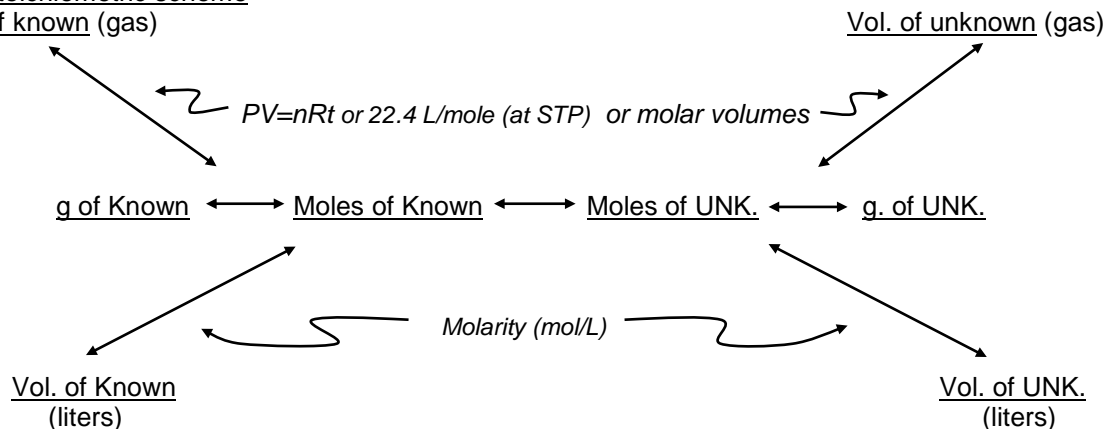 of known (gas)
Vol. of unknown (gas)
PV=nRt or 22.4 L/mole (at STP) or molar volumes
g of Known Moles of Known Moles of UNK. g. of UNK.
Molarity (mol/L)
Vol. of Known
(liters)
Vol. of UNK.
(liters)